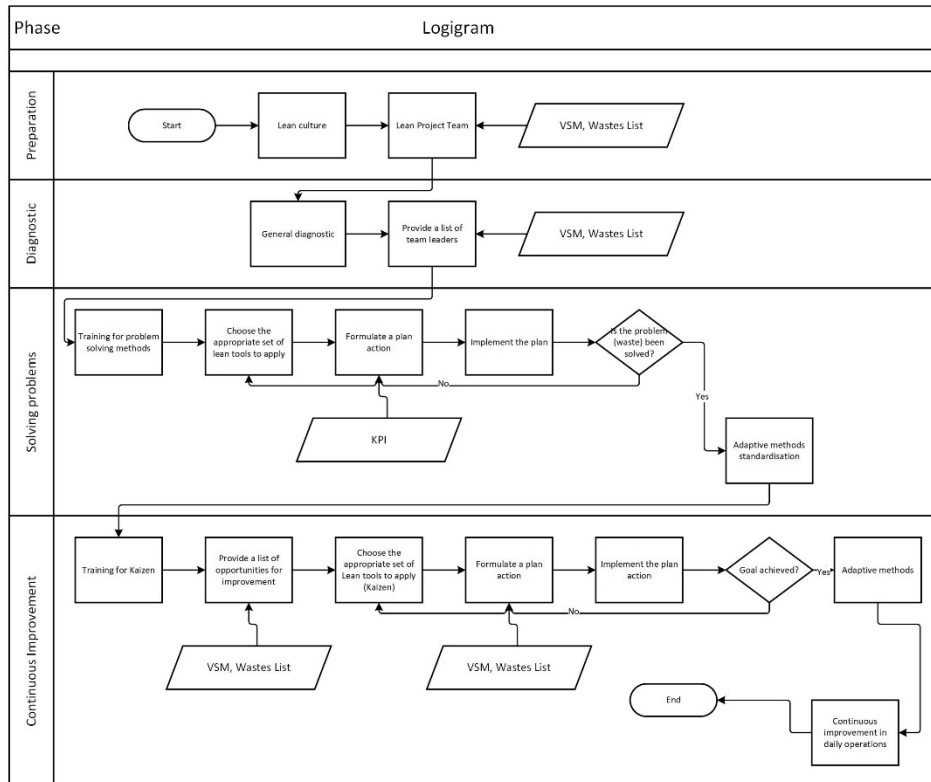 Phase
Logigram
Preparation
Start
Lean culture
Lean Project Team
VSM, Wastes List
Diagnostic
General diagnostic
Provide a list of
team leaders
VSM, Wastes List
Solving problems
Training for problem
solving methods
Choose the
appropriate set of
lean tools to apply
Formulate a plan
action
Implement the plan
Is the
problem
(waste) been
solved?
No
Yes
KPI
Adaptive methods
standardisation
Continuous Improvement
Training for Kaizen
Provide a list of
opportunities for
improvement
Choose the
appropriate set of
Lean tools to apply
(Kaizen)
Formulate a plan
action
Implement the plan
action
Goal achieved?
Yes
Adaptive methods
No
VSM, Wastes List
VSM, Wastes List
End
Continuous
improvement in
daily operations